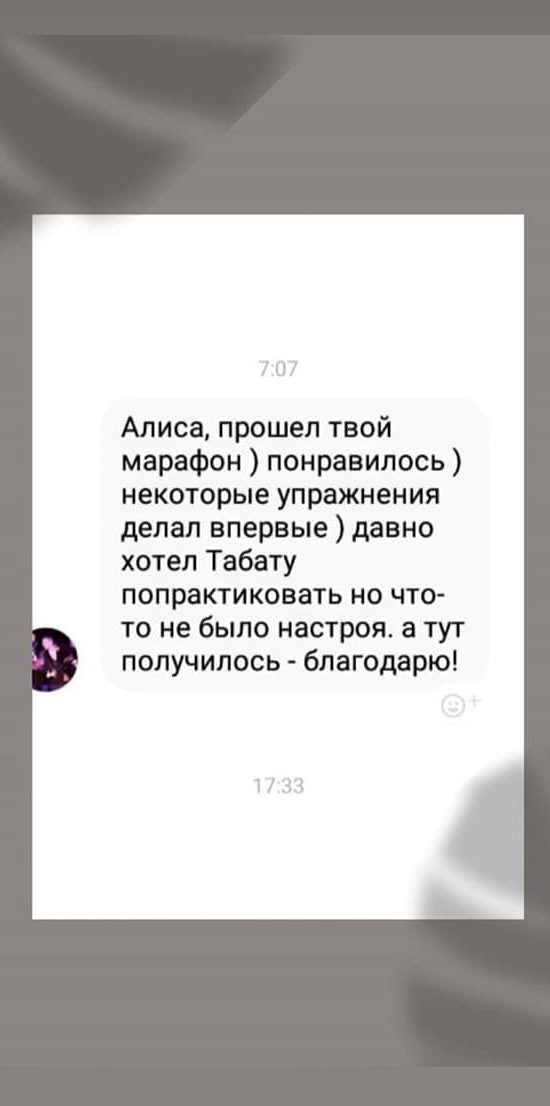 7:07
Алиса, прошел твой
марафон ) понравилось )
некоторые упражнения
делал впервые ) давно
хотел Табату
попрактиковать но что-
то не было настроя. а тут
получилось - благодарю!
17:33